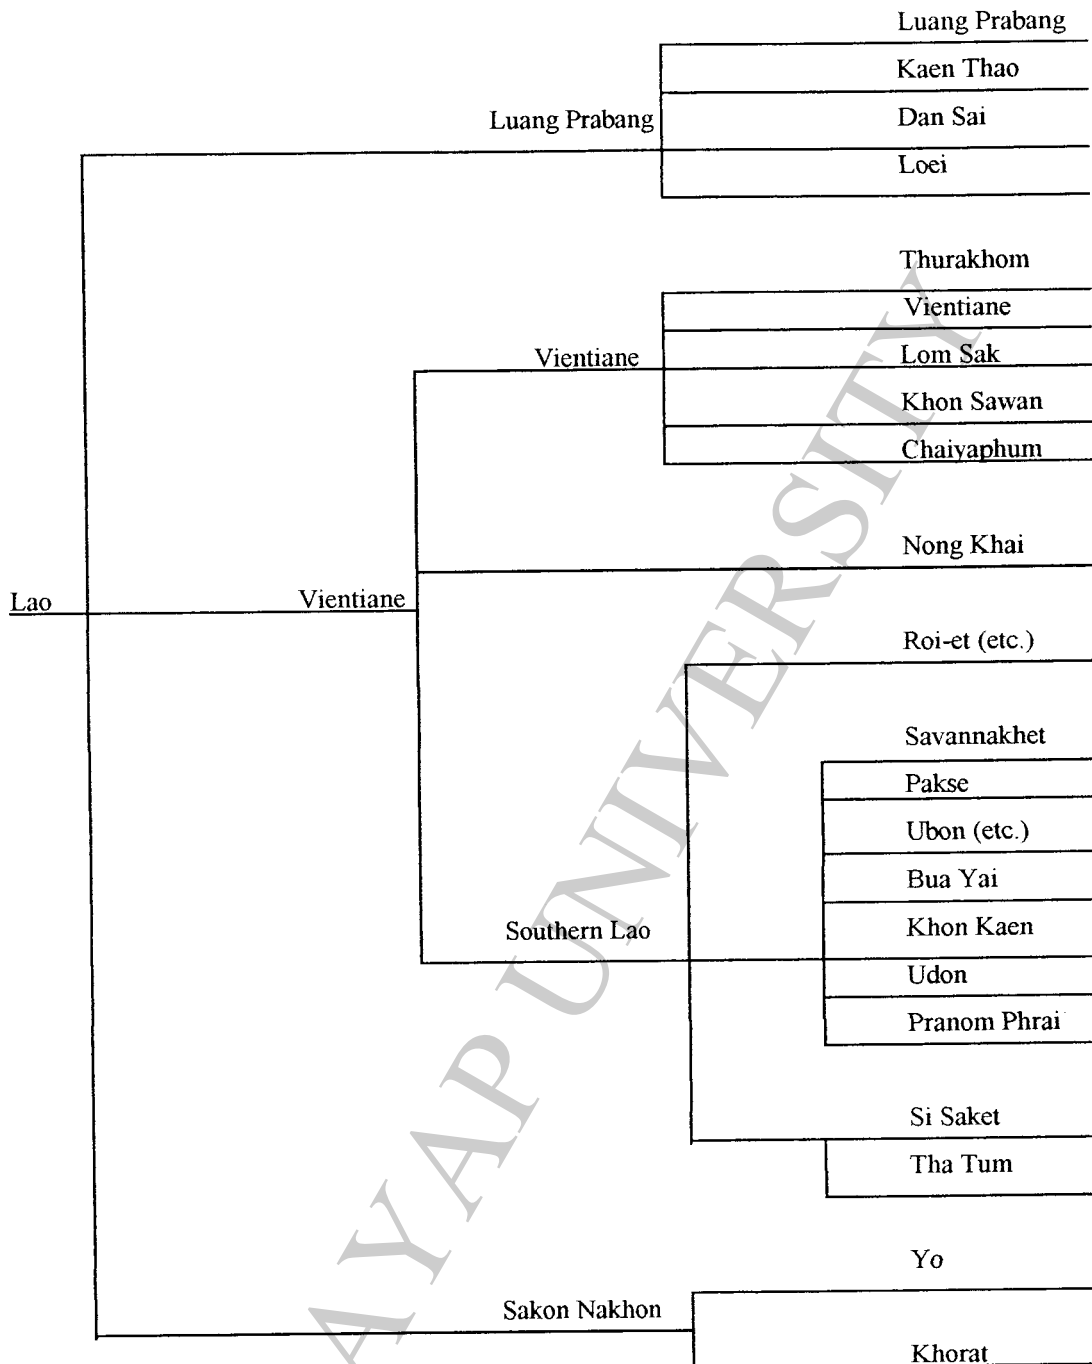 Luang Prabang
Kaen Thao
Luang Prabang
Dan Sai
Loei
Thurakhom
Vientiane
Vientiane
Lom Sak
Khon Sawan
Chaiyaphum
Nong Khai
Lao
Vientiane
Roi-et (etc.)
Savannakhet
Pakse
Ubon (etc.)
Bua Yai
Southern Lao
Khon Kaen
Udon
Pranom Phrai
Si Saket
Tha Tum
Yo
Sakon Nakhon
Khorat
AYAP UNIVERSITY